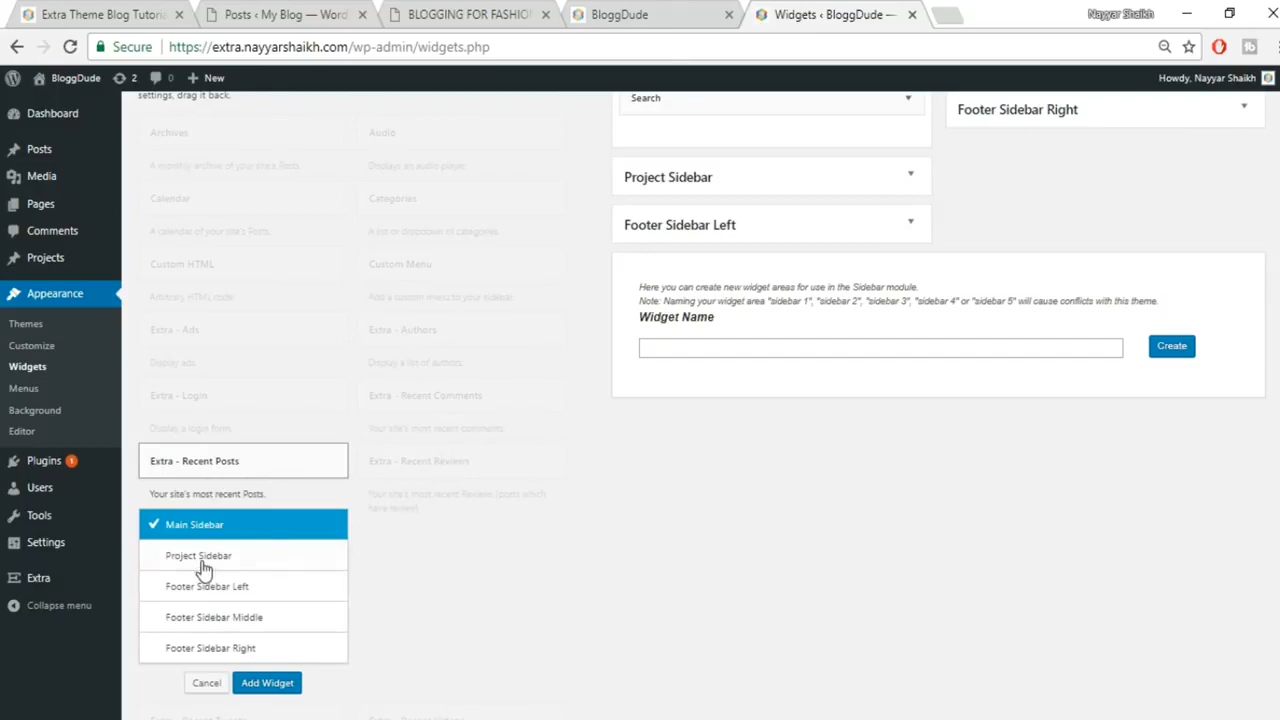 Extra Theme Blog Tutoria
Posts ‹ My Blog — Word
BLOGGING FOR FASHIO
BloggDude
Widgets ‹ BloggDude —
Nayyar Shaikh
Secure
https://extra.nayyarshaikh.com/wp-admin/widgets.php
BloggDude
2
0
New
Howdy, Nayyar Shaikh
Dashboard
Posts
Media
Pages
Comments
Projects
Appearance
Themes
Customize
Widgets
Menus
Background
Editor
Plugins 1
Users
Tools
Settings
Extra
Collapse menu
settings, drag it back.
Archives
A monthly archive of your site's Posts.
Audio
Displays an audio player.
Calendar
A calendar of your site's Posts.
Categories
A list or dropdown of categories.
Custom HTML
Arbitrary HTML code.
Custom Menu
Add a custom menu to your sidebar.
Extra - Ads
Display ads.
Extra - Authors
Display a list of authors.
Extra - Login
Display a login form.
Extra - Recent Comments
Your site's most recent comments.
Extra - Recent Posts
Your site's most recent Posts.
Extra - Recent Reviews
Your site's most recent Reviews (posts which
have review)
Main Sidebar
Project Sidebar
Footer Sidebar Left
Footer Sidebar Middle
Footer Sidebar Right
Cancel
Add Widget
Search
Project Sidebar
Footer Sidebar Left
Footer Sidebar Right
Here you can create new widget areas for use in the Sidebar module.
Note: Naming your widget area "sidebar 1", "sidebar 2", "sidebar 3", "sidebar 4" or "sidebar 5" will cause conflicts with this theme.
Widget Name
Create